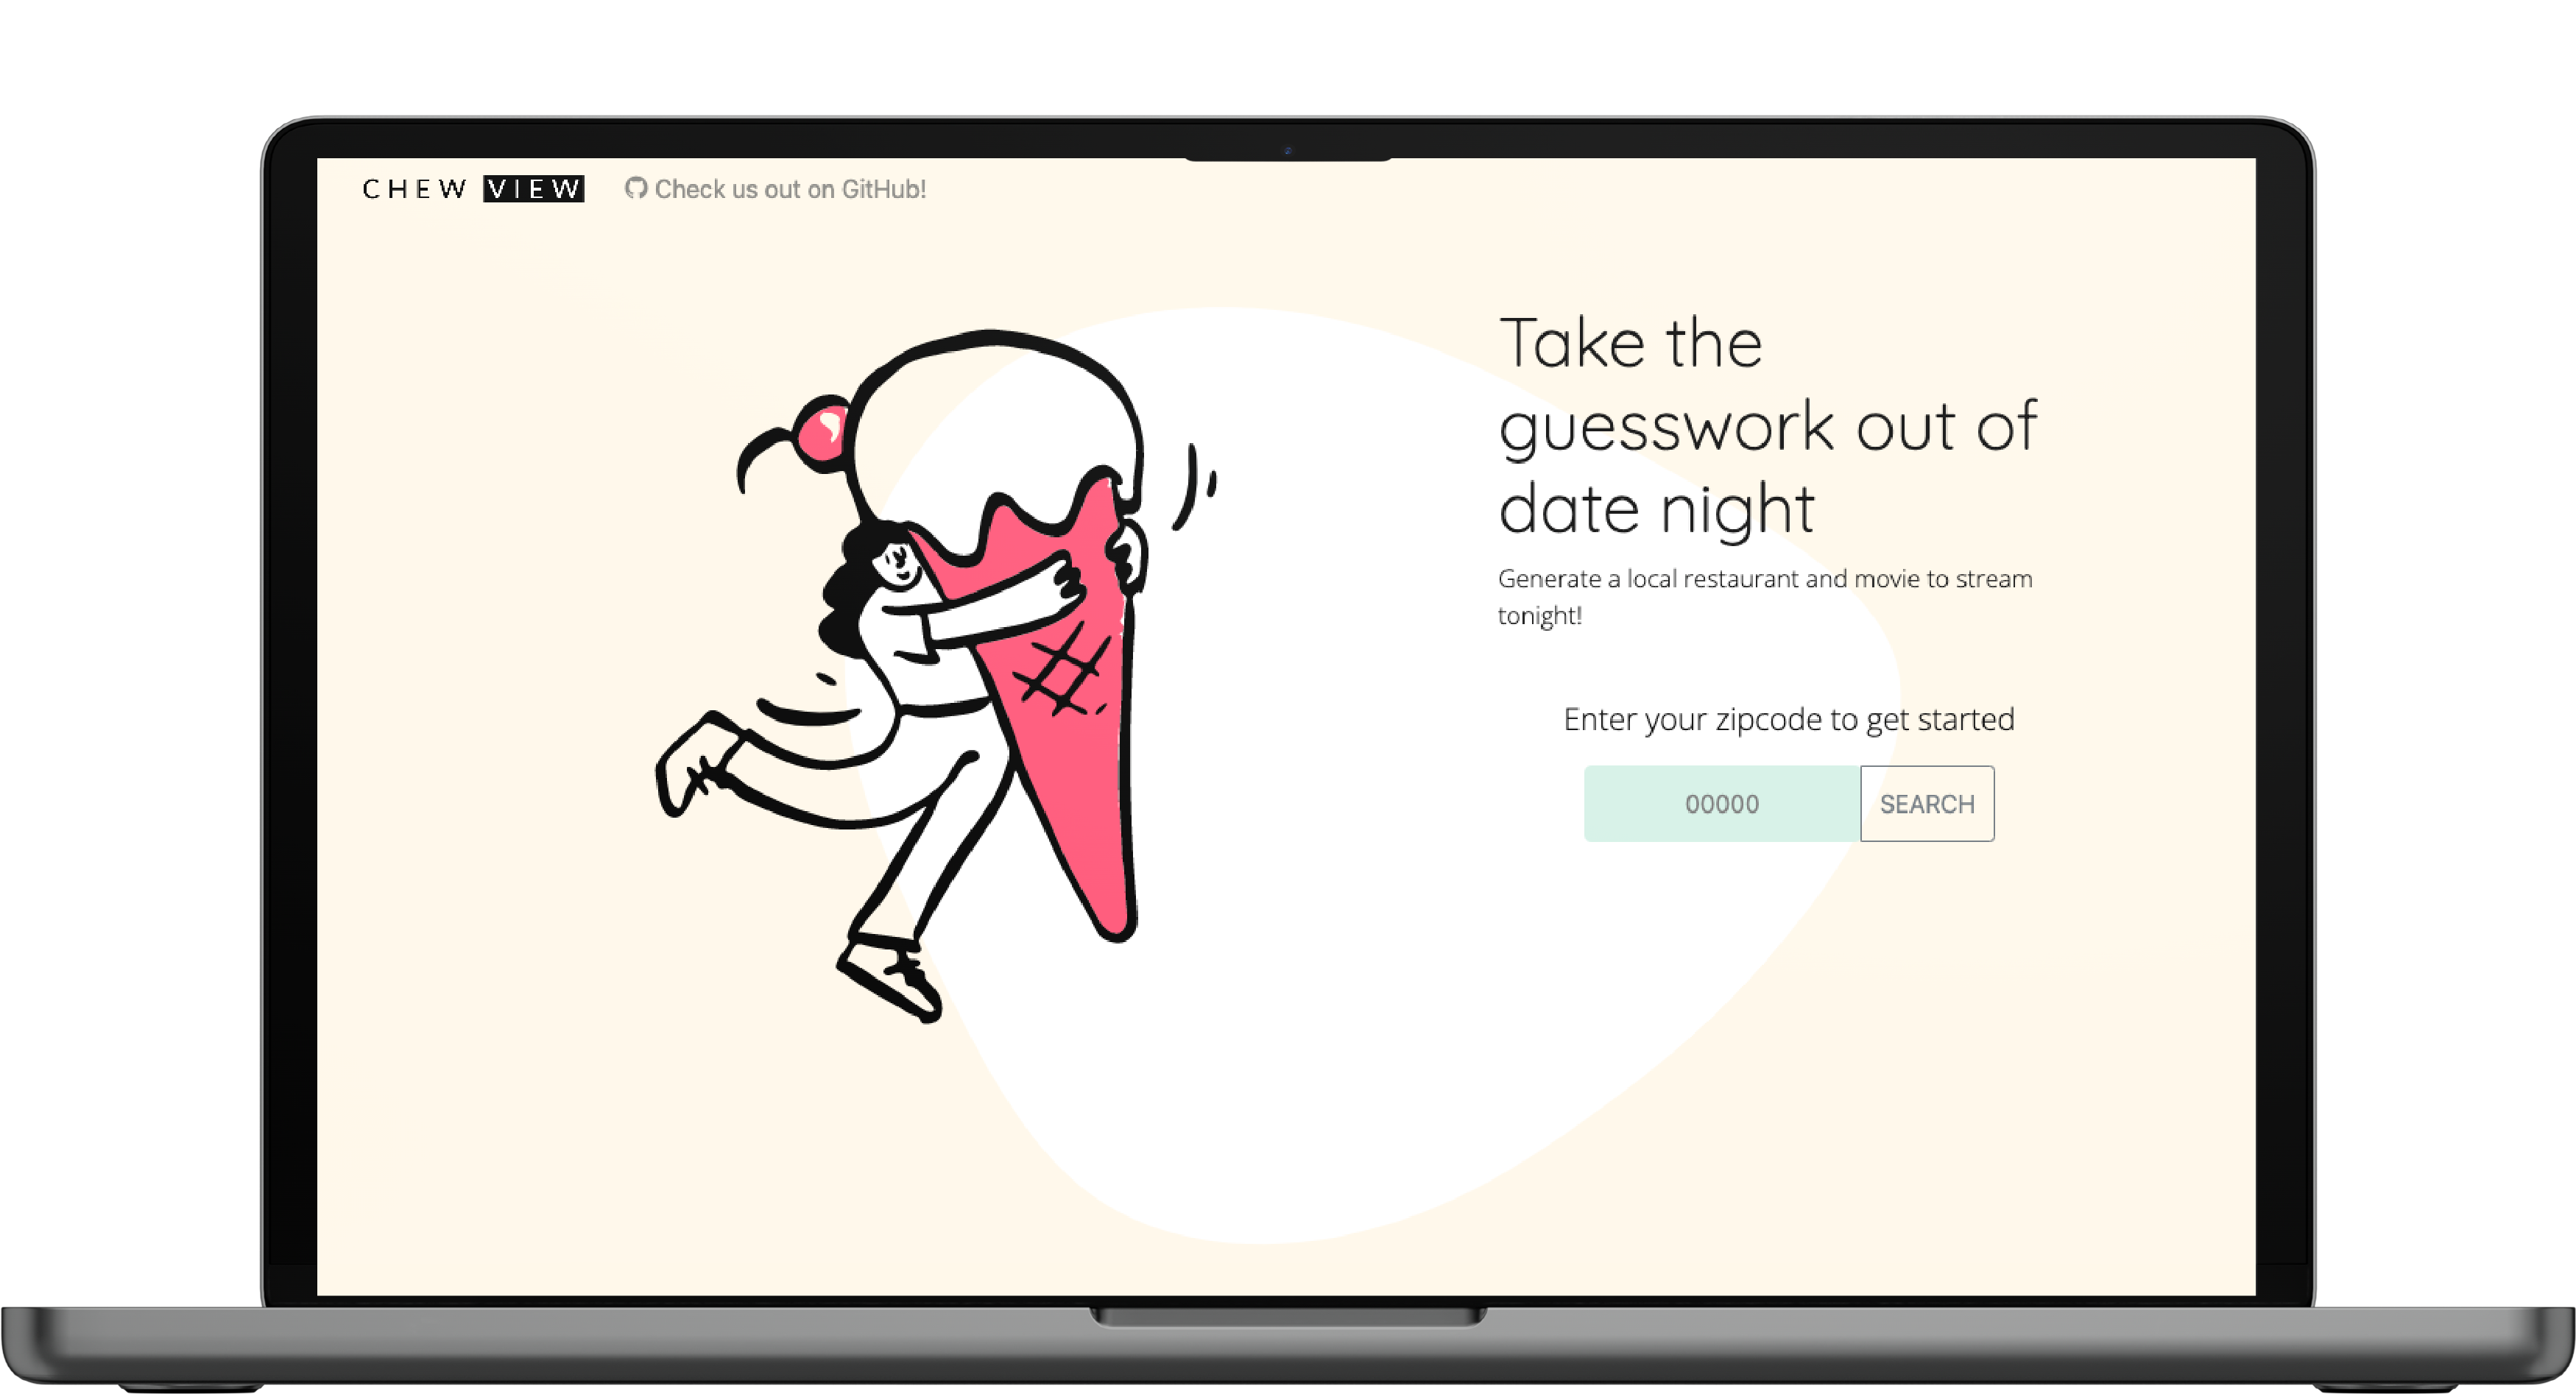 CHEW VIEW Check us out on GitHub!
Take the
guesswork out of
date night
Generate a local restaurant and movie to stream
tonight!
Enter your zipcode to get started
00000 SEARCH